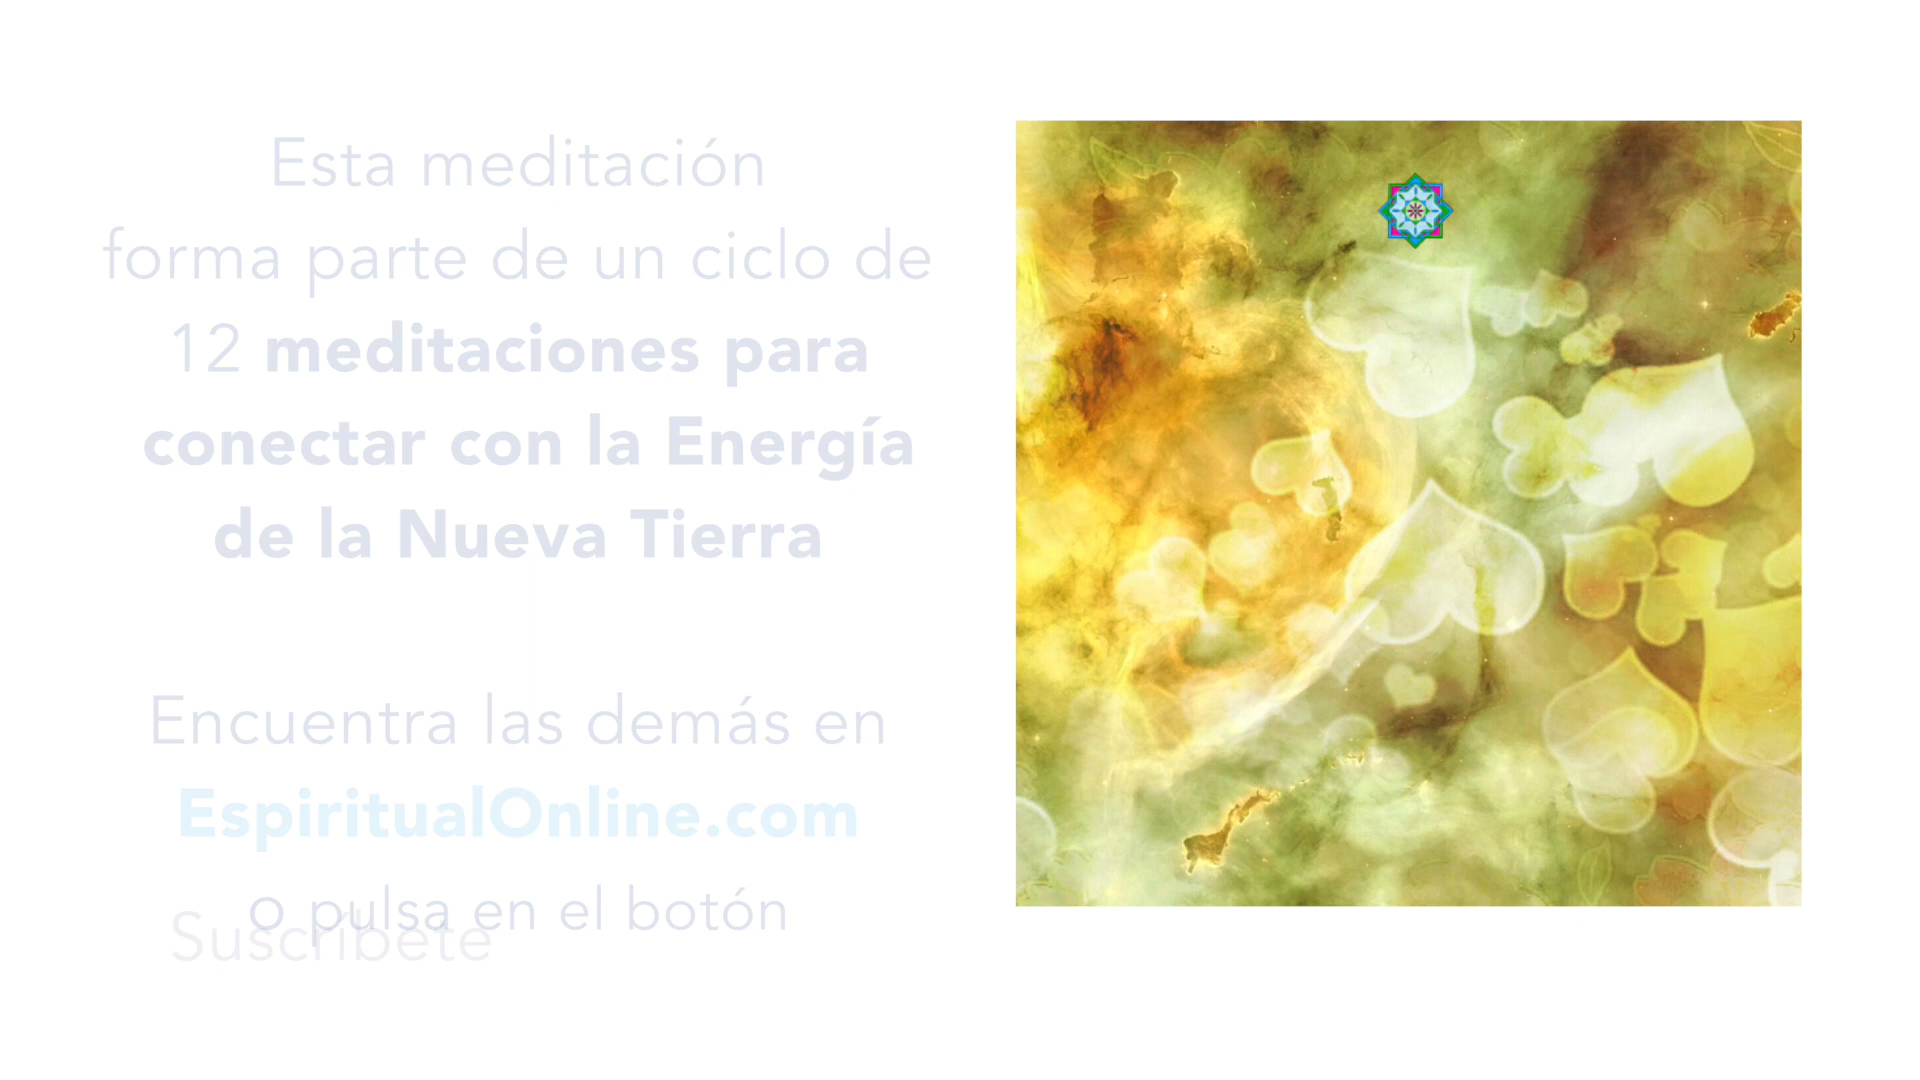 Esta meditación
forma parte de un ciclo de
12 meditaciones para
conectar con la Energía
de la Nueva Tierra
Encuentra las demás en
EspiritualOnline.com
o pulsa en el botón
Suscríbete